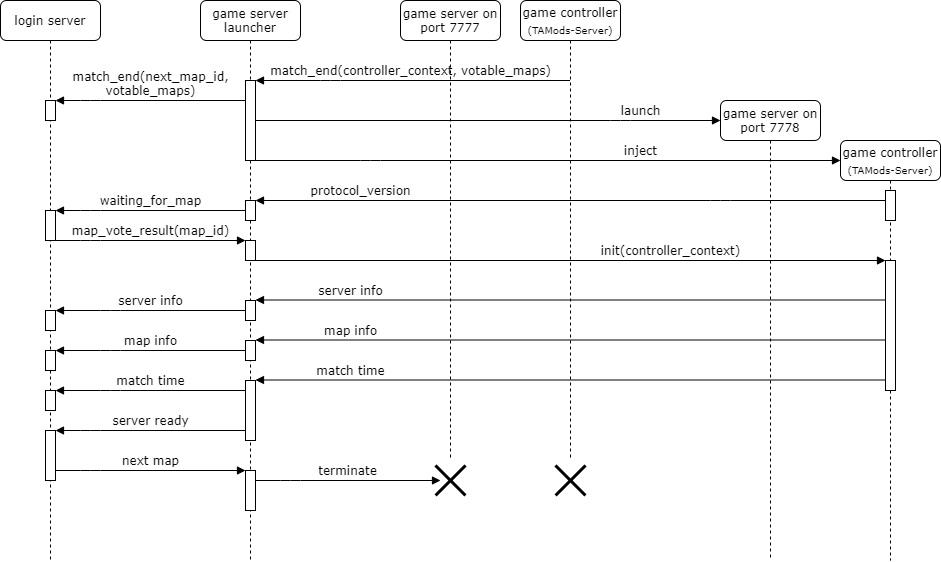 login server
game server
launcher
game server on
port 7777
game controller
(TAMods-Server)
match_end(controller_context, votable_maps)
match_end(next_map_id,
votable_maps)
launch
game server on
port 7778
inject
game controller
(TAMods-Server)
protocol_version
waiting_for_map
map_vote_result(map_id)
init(controller_context)
server info
server info
map info
map info
match time
match time
server ready
next map
terminate